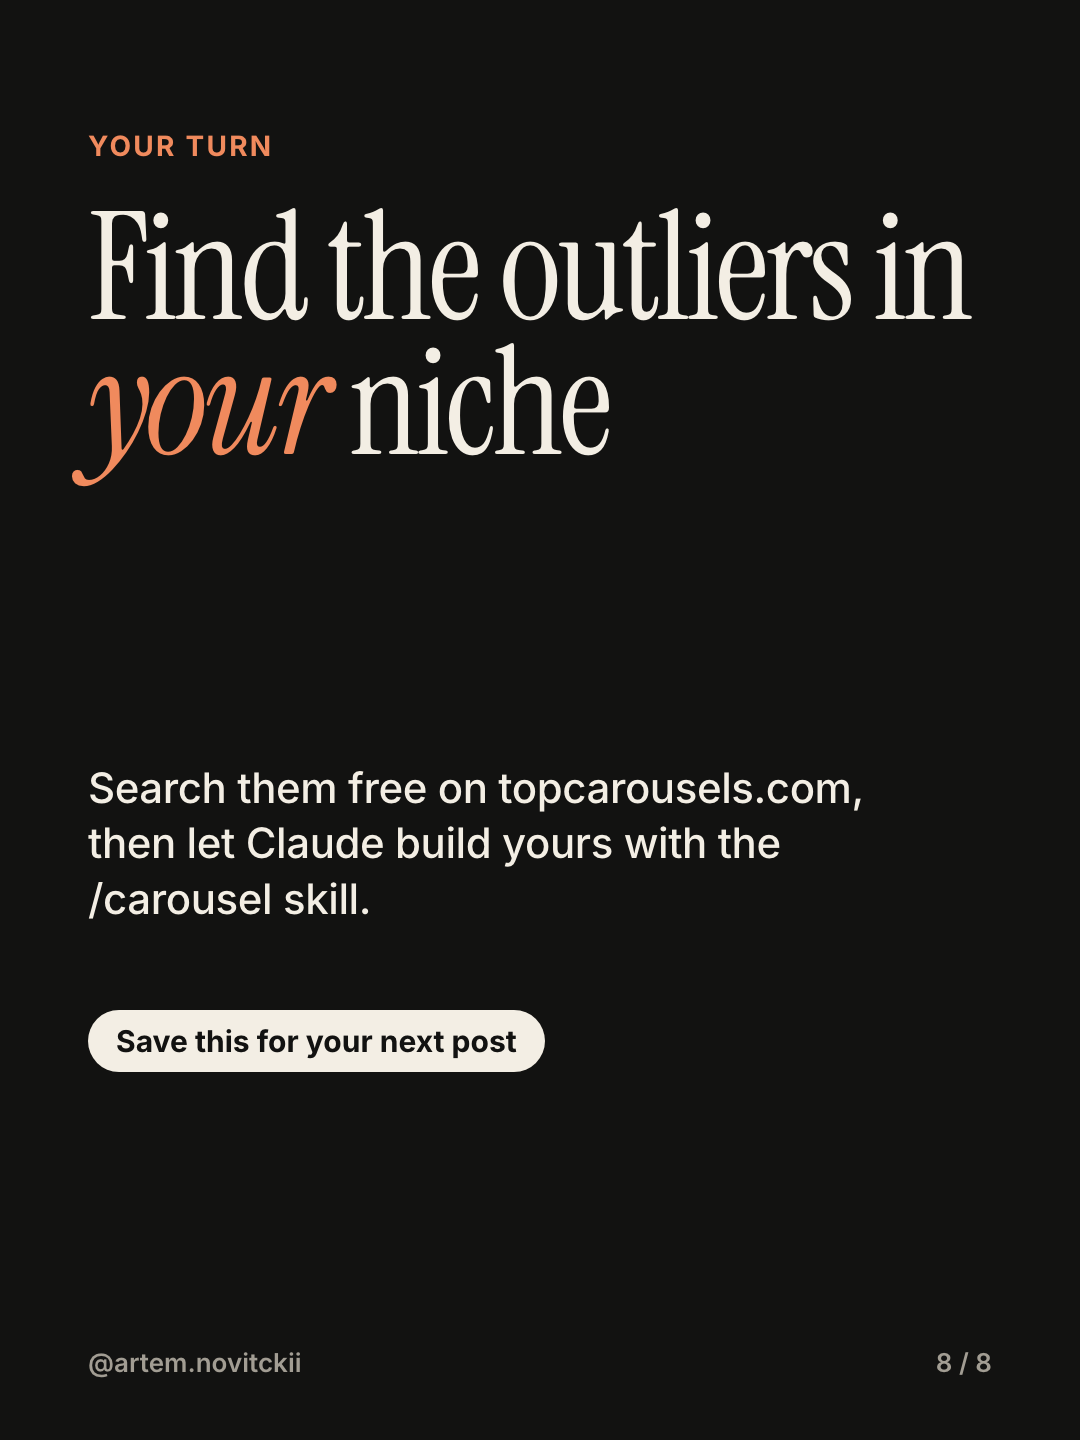 YOUR TURN
Find the outliers in
your niche
Search them free on topcarousels.com,
then let Claude build yours with the
/carousel skill.
Save this for your next post
@artem.novitckii
8 / 8